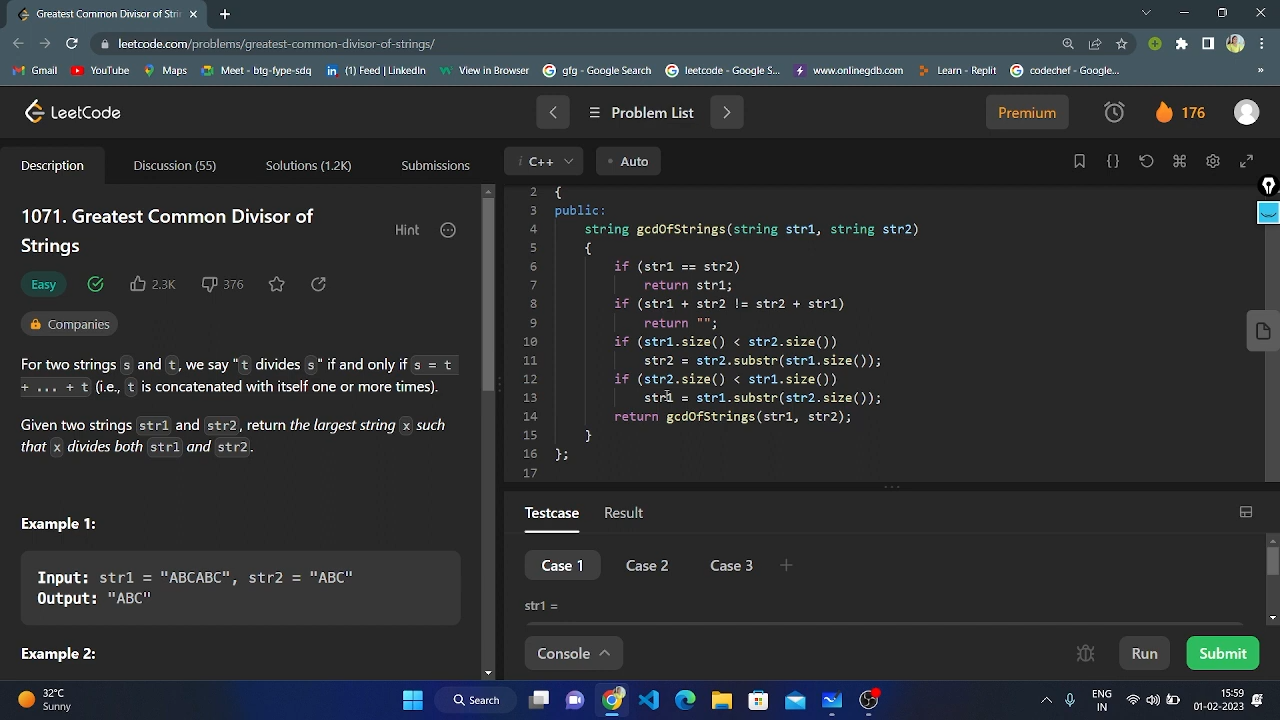 Greatest Common Divisor of Stri
leetcode.com/problems/greatest-common-divisor-of-strings/
Gmail YouTube Maps Meet - btg-fype-sdq (1) Feed | LinkedIn View in Browser gfg - Google Search leetcode - Google S... www.onlinegdb.com Learn - Replit codechef - Google... »
LeetCode Problem List Premium 176
Description Discussion (55) Solutions (1.2K) Submissions
i C++ Auto
1071. Greatest Common Divisor of
Strings
Hint
Easy 2.3K 376
Companies
For two strings s and t, we say "t divides s" if and only if s = t
+ ... + t (i.e., t is concatenated with itself one or more times).
Given two strings str1 and str2, return the largest string x such
that x divides both str1 and str2.
Example 1:
Input: str1 = "ABCABC", str2 = "ABC"
Output: "ABC"
Example 2:
2 {
3 public:
4 string gcdOfStrings(string str1, string str2)
5 {
6 if (str1 == str2)
7 return str1;
8 if (str1 + str2 != str2 + str1)
9 return "";
10 if (str1.size() < str2.size())
11 str2 = str2.substr(str1.size());
12 if (str2.size() < str1.size())
13 str1 = str1.substr(str2.size());
14 return gcdOfStrings(str1, str2);
15 }
16 };
17
Testcase Result
Case 1 Case 2 Case 3 +
str1 =
Console Run Submit
32°C
Sunny
Search
ENG
IN
15:59
01-02-2023